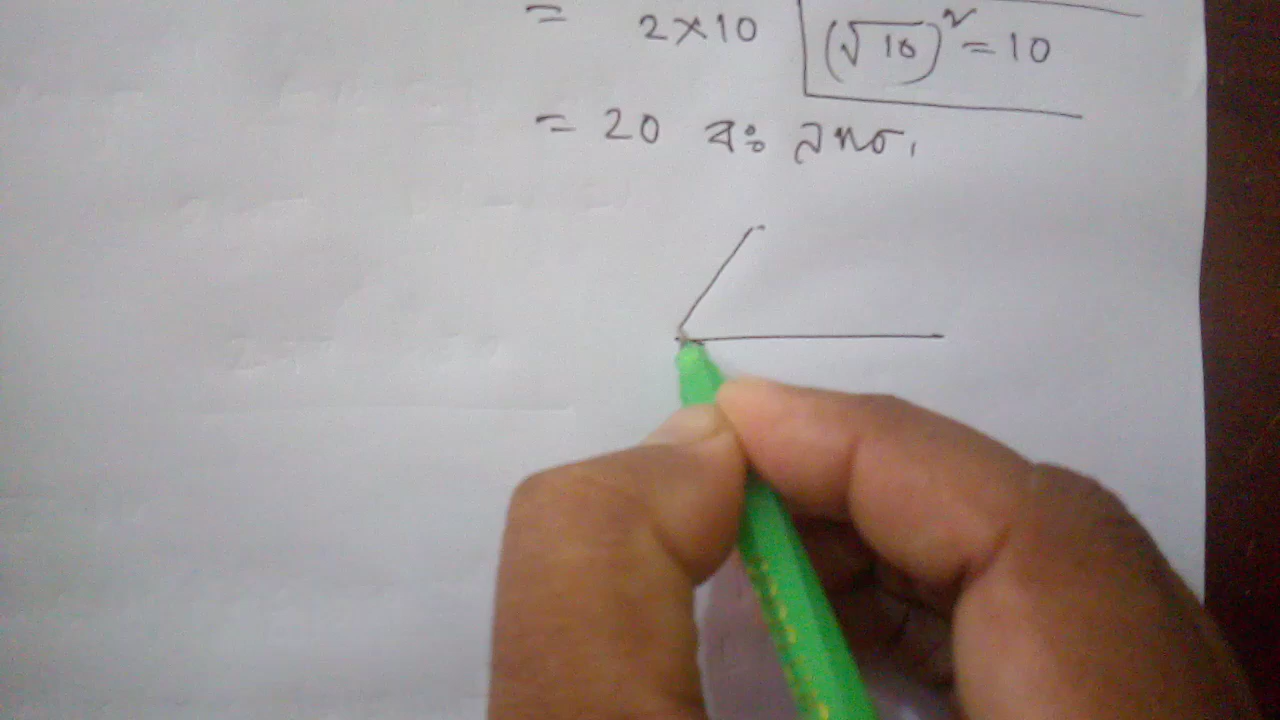 = 2×10 (√10)² = 10
= 20 বঃ একক।